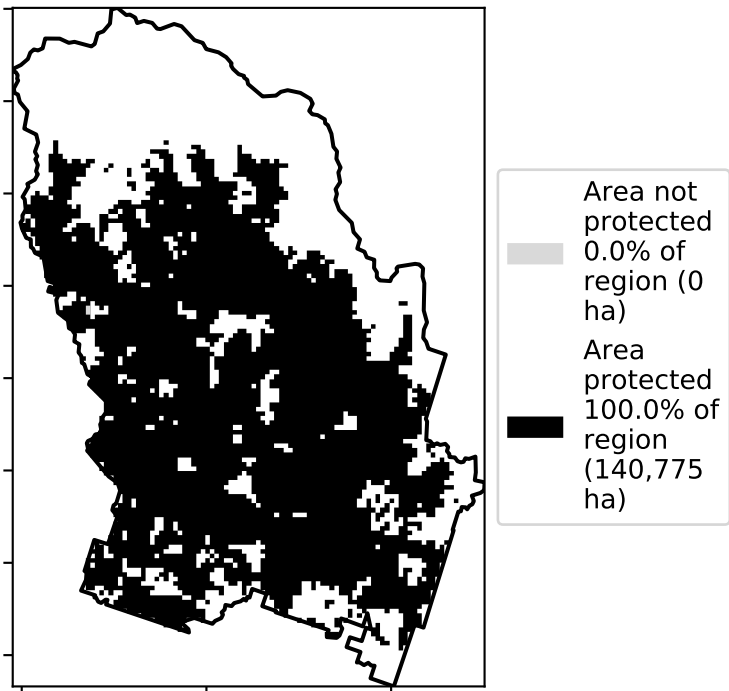 Area not
protected
0.0% of
region (0
ha)
Area
protected
100.0% of
region
(140,775
ha)